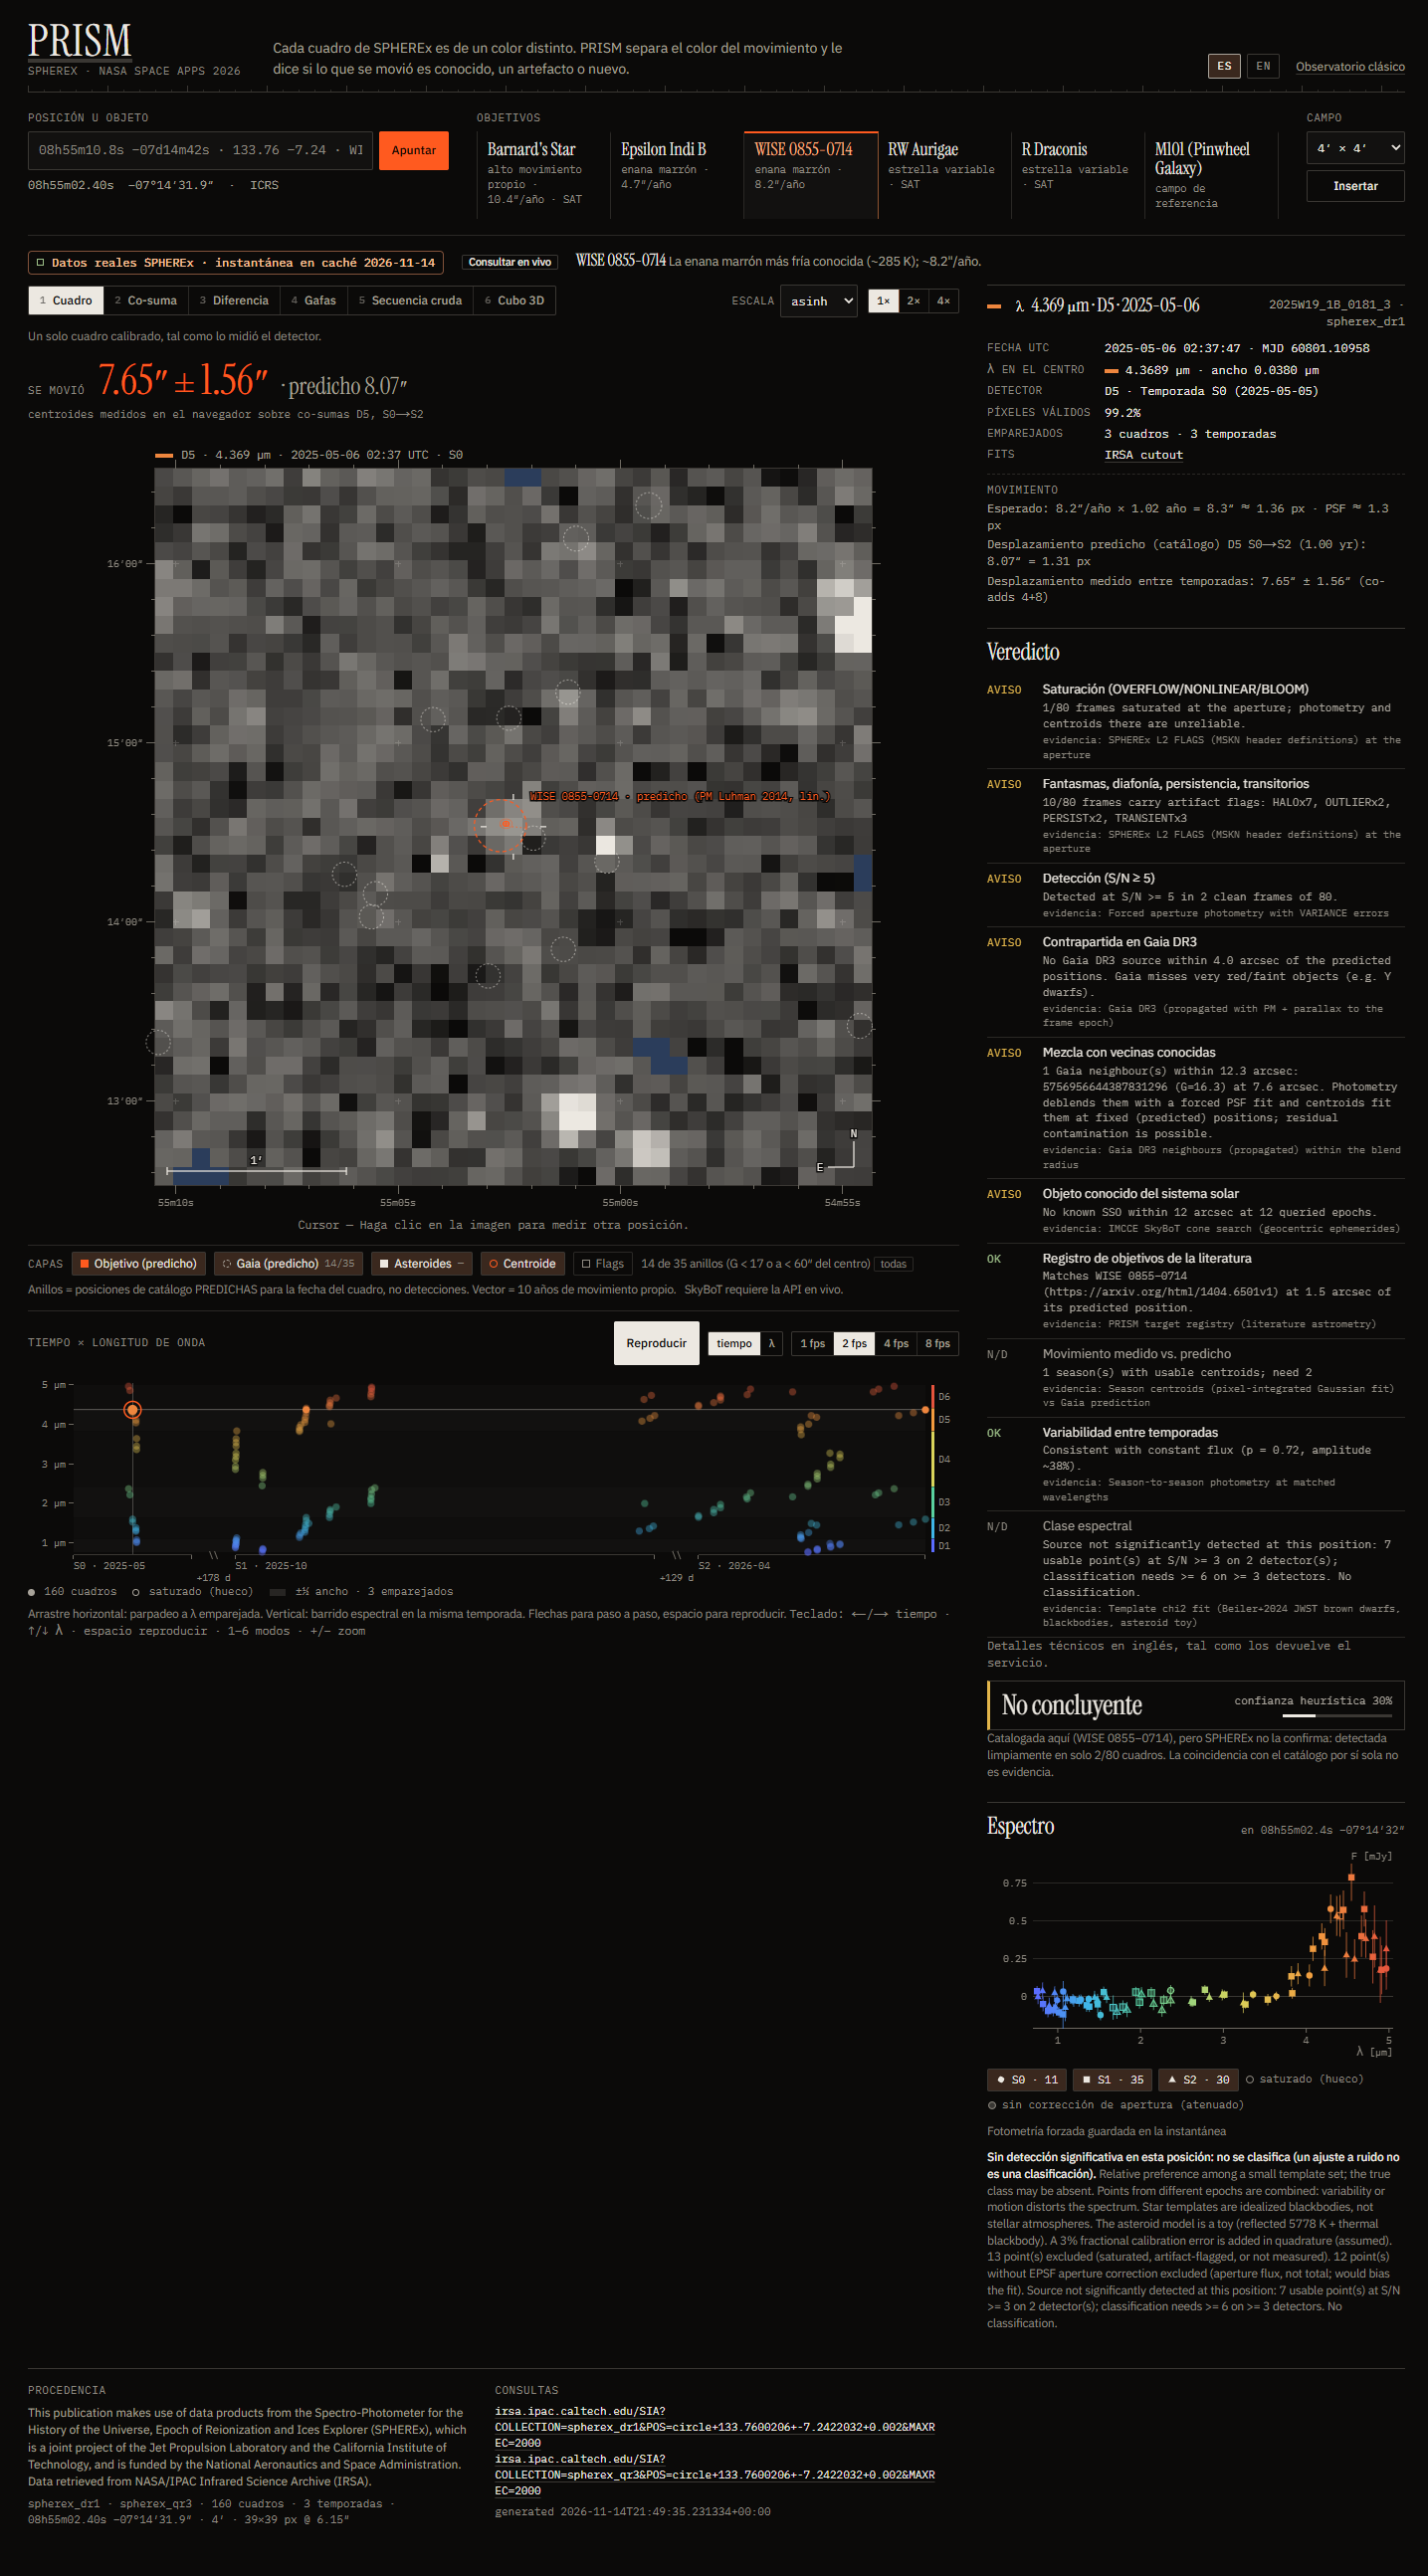 PRISM
SPHEREX · NASA SPACE APPS 2026
Cada cuadro de SPHEREx es de un color distinto. PRISM separa el color del movimiento y le
dice si lo que se movió es conocido, un artefacto o nuevo.
ES
EN
Observatorio clásico
POSICIÓN U OBJETO
08h55m10.8s −07d14m42s · 133.76 −7.24 · WI
Apuntar
08h55m02.40s −07°14′31.9″ · ICRS
OBJETIVOS
Barnard's Star
alto movimiento
propio ·
10.4″/año · SAT
Epsilon Indi B
enana marrón ·
4.7″/año
WISE 0855-0714
enana marrón ·
8.2″/año
RW Aurigae
estrella variable
· SAT
R Draconis
estrella variable
· SAT
M101 (Pinwheel
Galaxy)
campo de
referencia
CAMPO
4′ × 4′
Insertar
Datos reales SPHEREx · instantánea en caché 2026-11-14
Consultar en vivo
WISE 0855-0714 La enana marrón más fría conocida (~285 K); ~8.2"/año.
1 Cuadro
2 Co-suma
3 Diferencia
4 Gafas
5 Secuencia cruda
6 Cubo 3D
ESCALA
asinh
1×
2×
4×
Un solo cuadro calibrado, tal como lo midió el detector.
SE MOVIÓ 7.65″ ± 1.56″ · predicho 8.07″
centroides medidos en el navegador sobre co-sumas D5, S0→S2
D5 · 4.369 µm · 2025-05-06 02:37 UTC · S0
16′00″
15′00″
14′00″
13′00″
WISE 0855-0714 · predicho (PM Luhman 2014, lin.)
1′
N
E
55m10s
55m05s
55m00s
54m55s
Cursor — Haga clic en la imagen para medir otra posición.
CAPAS
Objetivo (predicho)
Gaia (predicho) 14/35
Asteroides —
Centroide
Flags
14 de 35 anillos (G < 17 o a < 60″ del centro)
todas
Anillos = posiciones de catálogo PREDICHAS para la fecha del cuadro, no detecciones. Vector = 10 años de movimiento propio. SkyBoT requiere la API en vivo.
TIEMPO × LONGITUD DE ONDA
Reproducir
tiempo
λ
1 fps
2 fps
4 fps
8 fps
5 µm
4 µm
3 µm
2 µm
1 µm
D6
D5
D4
D3
D2
D1
S0 · 2025-05
+178 d
S1 · 2025-10
+129 d
S2 · 2026-04
160 cuadros
saturado (hueco)
±½ ancho · 3 emparejados
Arrastre horizontal: parpadeo a λ emparejada. Vertical: barrido espectral en la misma temporada. Flechas para paso a paso, espacio para reproducir. Teclado: ←/→ tiempo ·
↑/↓ λ · espacio reproducir · 1–6 modos · +/− zoom
λ 4.369 µm · D5 · 2025-05-06
2025W19_1B_0181_3 ·
spherex_dr1
FECHA UTC 2025-05-06 02:37:47 · MJD 60801.10958
λ EN EL CENTRO 4.3689 µm · ancho 0.0380 µm
DETECTOR D5 · Temporada S0 (2025-05-05)
PÍXELES VÁLIDOS 99.2%
EMPAREJADOS 3 cuadros · 3 temporadas
FITS IRSA cutout
MOVIMIENTO
Esperado: 8.2″/año × 1.02 año = 8.3″ ≈ 1.36 px · PSF ≈ 1.3
px
Desplazamiento predicho (catálogo) D5 S0→S2 (1.00 yr):
8.07″ = 1.31 px
Desplazamiento medido entre temporadas: 7.65″ ± 1.56″ (co-
adds 4+8)
Veredicto
AVISO Saturación (OVERFLOW/NONLINEAR/BLOOM)
1/80 frames saturated at the aperture; photometry and
centroids there are unreliable.
evidencia: SPHEREx L2 FLAGS (MSKN header definitions) at the
aperture
AVISO Fantasmas, diafonía, persistencia, transitorios
10/80 frames carry artifact flags: HALOx7, OUTLIERx2,
PERSISTx2, TRANSIENTx3
evidencia: SPHEREx L2 FLAGS (MSKN header definitions) at the
aperture
AVISO Detección (S/N ≥ 5)
Detected at S/N >= 5 in 2 clean frames of 80.
evidencia: Forced aperture photometry with VARIANCE errors
AVISO Contrapartida en Gaia DR3
No Gaia DR3 source within 4.0 arcsec of the predicted
positions. Gaia misses very red/faint objects (e.g. Y
dwarfs).
evidencia: Gaia DR3 (propagated with PM + parallax to the
frame epoch)
AVISO Mezcla con vecinas conocidas
1 Gaia neighbour(s) within 12.3 arcsec:
5756956644387831296 (G=16.3) at 7.6 arcsec. Photometry
deblends them with a forced PSF fit and centroids fit
them at fixed (predicted) positions; residual
contamination is possible.
evidencia: Gaia DR3 neighbours (propagated) within the blend
radius
AVISO Objeto conocido del sistema solar
No known SSO within 12 arcsec at 12 queried epochs.
evidencia: IMCCE SkyBoT cone search (geocentric ephemerides)
OK Registro de objetivos de la literatura
Matches WISE 0855-0714
(https://arxiv.org/html/1404.6501v1) at 1.5 arcsec of
its predicted position.
evidencia: PRISM target registry (literature astrometry)
N/D Movimiento medido vs. predicho
1 season(s) with usable centroids; need 2
evidencia: Season centroids (pixel-integrated Gaussian fit)
vs Gaia prediction
OK Variabilidad entre temporadas
Consistent with constant flux (p = 0.72, amplitude
~38%).
evidencia: Season-to-season photometry at matched
wavelengths
N/D Clase espectral
Source not significantly detected at this position: 7
usable point(s) at S/N >= 3 on 2 detector(s);
classification needs >= 6 on >= 3 detectors. No
classification.
evidencia: Template chi2 fit (Beiler+2024 JWST brown dwarfs,
blackbodies, asteroid toy)
Detalles técnicos en inglés, tal como los devuelve el
servicio.
No concluyente
confianza heurística 30%
Catalogada aquí (WISE 0855−0714), pero SPHEREx no la confirma: detectada
limpiamente en solo 2/80 cuadros. La coincidencia con el catálogo por sí sola no
es evidencia.
Espectro
en 08h55m02.4s −07°14′32″
F [mJy]
0.75
0.5
0.25
0
1
2
3
4
5
λ [µm]
S0 · 11
S1 · 35
S2 · 30
saturado (hueco)
sin corrección de apertura (atenuado)
Fotometría forzada guardada en la instantánea
Sin detección significativa en esta posición: no se clasifica (un ajuste a ruido no
es una clasificación). Relative preference among a small template set; the true
class may be absent. Points from different epochs are combined: variability or
motion distorts the spectrum. Star templates are idealized blackbodies, not
stellar atmospheres. The asteroid model is a toy (reflected 5778 K + thermal
blackbody). A 3% fractional calibration error is added in quadrature (assumed).
13 point(s) excluded (saturated, artifact-flagged, or not measured). 12 point(s)
without EPSF aperture correction excluded (aperture flux, not total; would bias
the fit). Source not significantly detected at this position: 7 usable point(s) at S/N
>= 3 on 2 detector(s); classification needs >= 6 on >= 3 detectors. No
classification.
PROCEDENCIA
This publication makes use of data products from the Spectro-Photometer for the
History of the Universe, Epoch of Reionization and Ices Explorer (SPHEREx), which
is a joint project of the Jet Propulsion Laboratory and the California Institute of
Technology, and is funded by the National Aeronautics and Space Administration.
Data retrieved from NASA/IPAC Infrared Science Archive (IRSA).
spherex_dr1 · spherex_qr3 · 160 cuadros · 3 temporadas ·
08h55m02.40s −07°14′31.9″ · 4′ · 39×39 px @ 6.15″
CONSULTAS
irsa.ipac.caltech.edu/SIA?
COLLECTION=spherex_dr1&POS=circle+133.7600206+-7.2422032+0.002&MAXR
EC=2000
irsa.ipac.caltech.edu/SIA?
COLLECTION=spherex_qr3&POS=circle+133.7600206+-7.2422032+0.002&MAXR
EC=2000
generated 2026-11-14T21:49:35.231334+00:00